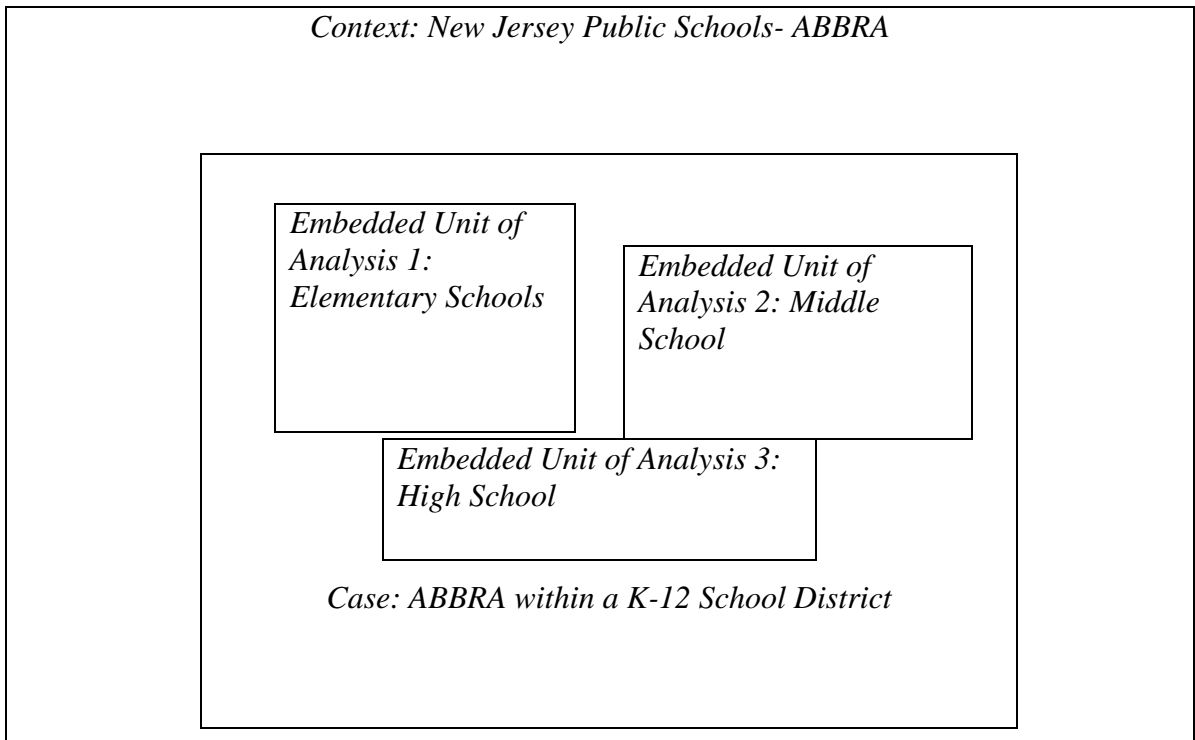 Context: New Jersey Public Schools- ABBRA
Embedded Unit of
Analysis 1:
Elementary Schools
Embedded Unit of
Analysis 2: Middle
School
Embedded Unit of Analysis 3:
High School
Case: ABBRA within a K-12 School District